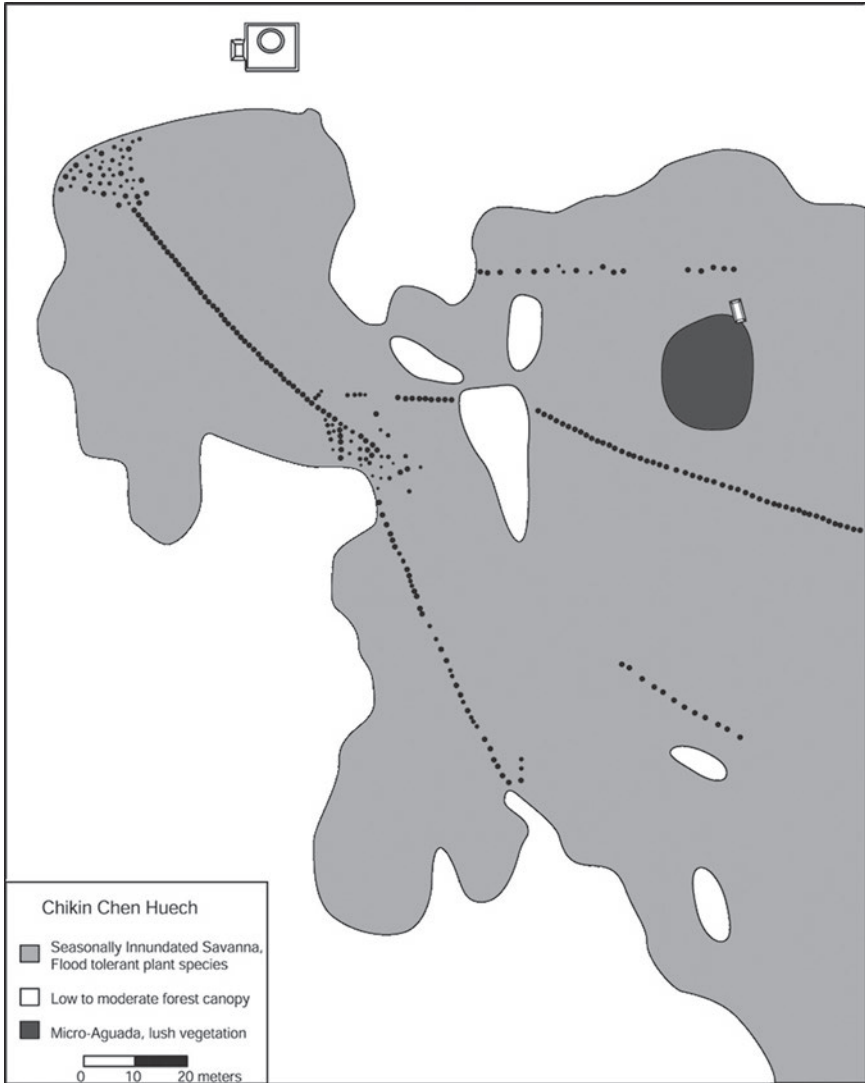 Chikin Chen Huech
Seasonally Innundated Savanna,
Flood tolerant plant species
Low to moderate forest canopy
Micro-Aguada, lush vegetation
0 10 20 meters